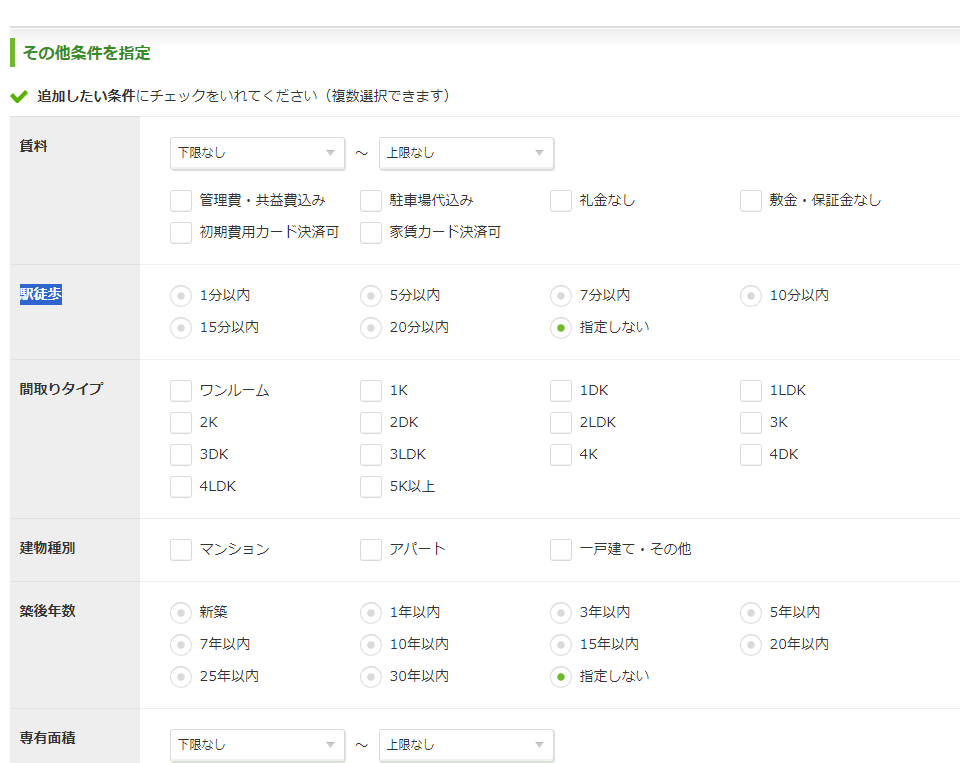 その他条件を指定
追加したい条件にチェックをいれてください（複数選択できます）
賃料
下限なし ～ 上限なし
管理費・共益費込み 駐車場代込み 礼金なし 敷金・保証金なし
初期費用カード決済可 家賃カード決済可
駅徒歩
1分以内 5分以内 7分以内 10分以内
15分以内 20分以内 指定しない
間取りタイプ
ワンルーム 1K 1DK 1LDK
2K 2DK 2LDK 3K
3DK 3LDK 4K 4DK
4LDK 5K以上
建物種別
マンション アパート 一戸建て・その他
築後年数
新築 1年以内 3年以内 5年以内
7年以内 10年以内 15年以内 20年以内
25年以内 30年以内 指定しない
専有面積
下限なし ～ 上限なし